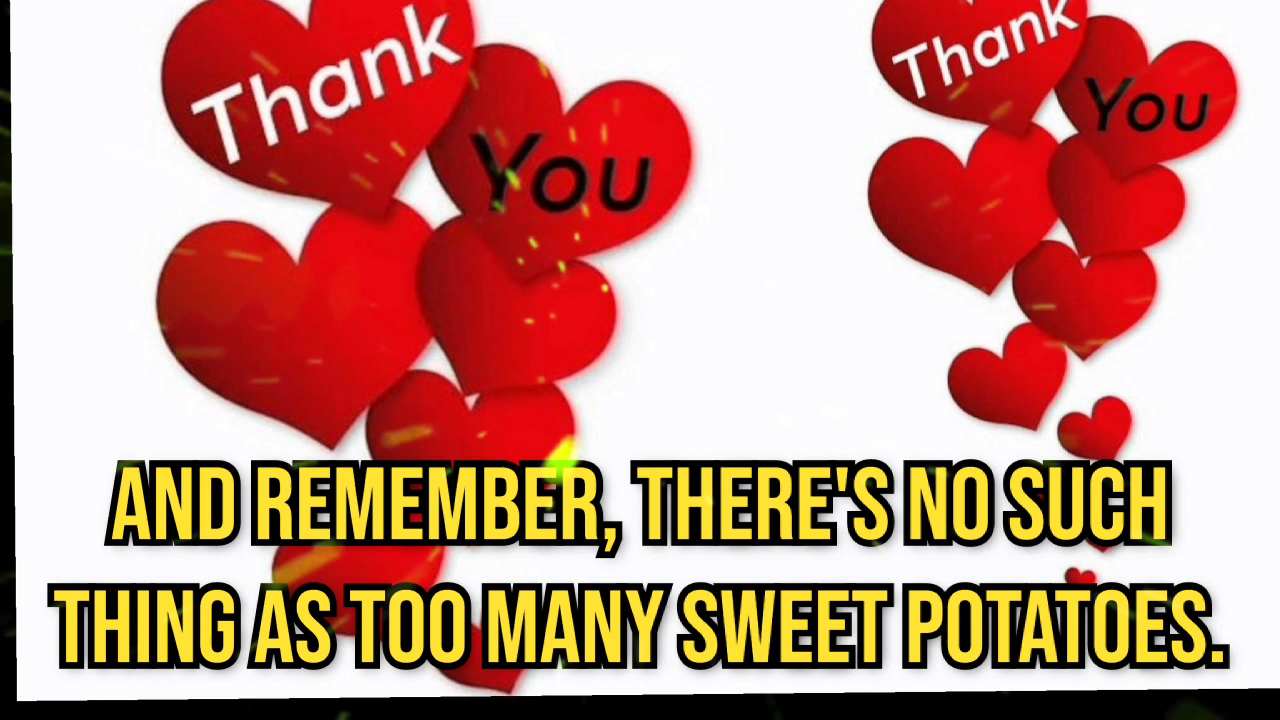 Thank
You
Thank
You
AND REMEMBER, THERE'S NO SUCH
THING AS TOO MANY SWEET POTATOES.